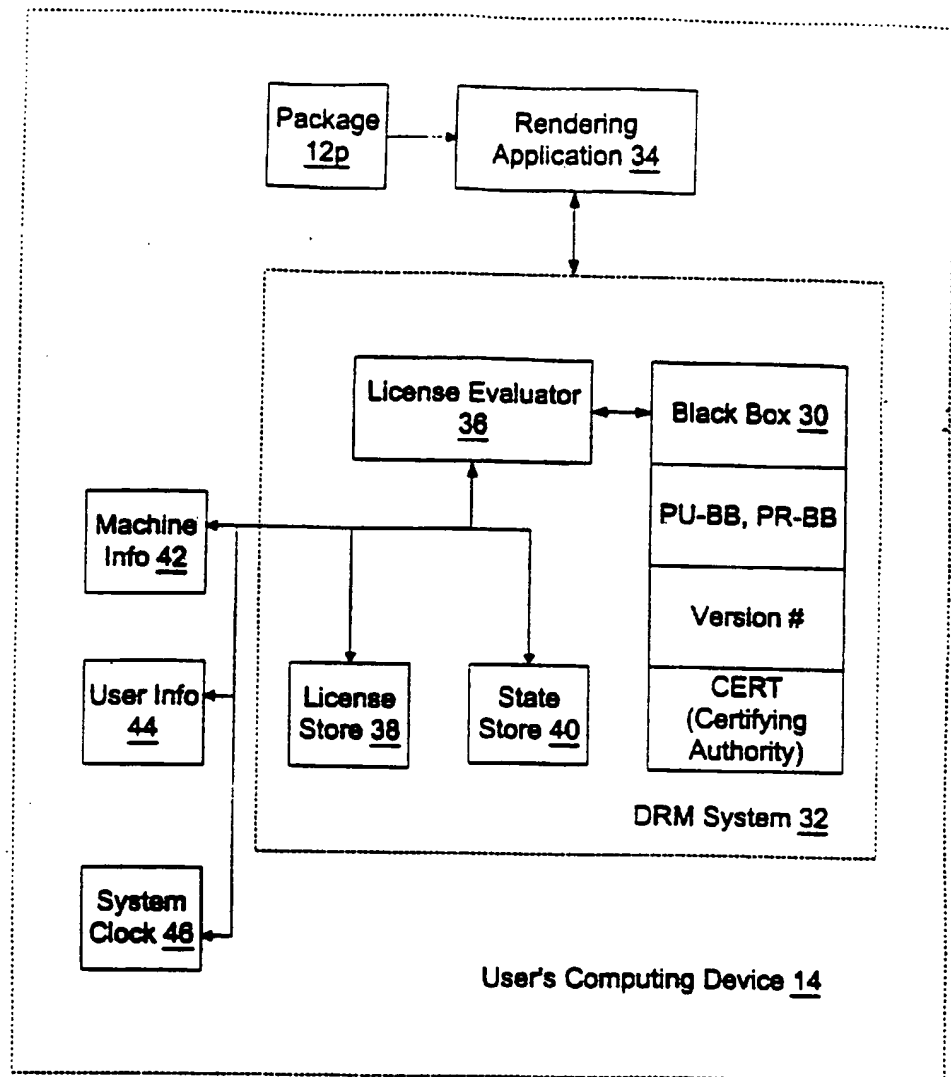 Package
12p
Rendering
Application 34
License Evaluator
36
Black Box 30
PU-BB, PR-BB
Version #
CERT
(Certifying
Authority)
Machine
Info 42
User Info
44
License
Store 38
State
Store 40
DRM System 32
System
Clock 46
User's Computing Device 14